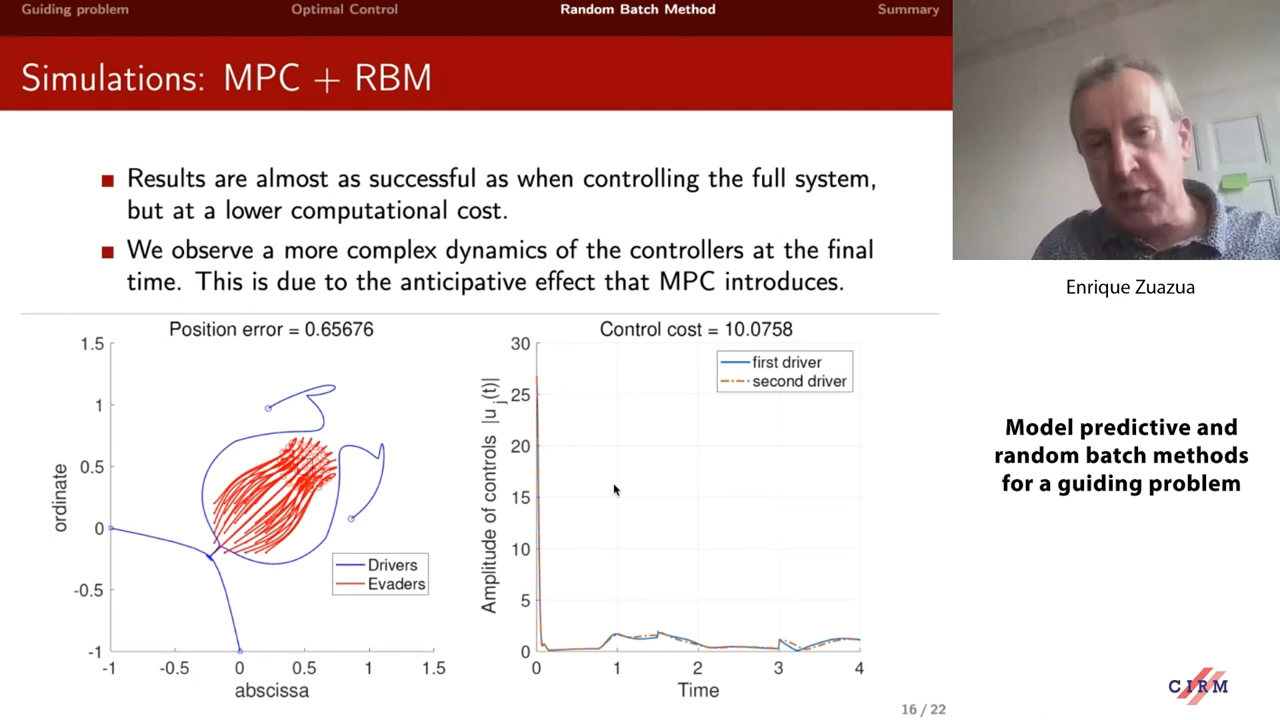 Guiding problem Optimal Control Random Batch Method Summary
Simulations: MPC + RBM
Results are almost as successful as when controlling the full system,
but at a lower computational cost.
We observe a more complex dynamics of the controllers at the final
time. This is due to the anticipative effect that MPC introduces.
Position error = 0.65676
1.5
1
0.5
0
-0.5
-1
ordinate
-1 -0.5 0 0.5 1 1.5
abscissa
Drivers
Evaders
Control cost = 10.0758
30
25
20
15
10
5
0
Amplitude of controls |u_j(t)|
0 1 2 3 4
Time
first driver
second driver
16 / 22
Enrique Zuazua
Model predictive and
random batch methods
for a guiding problem
CIRM